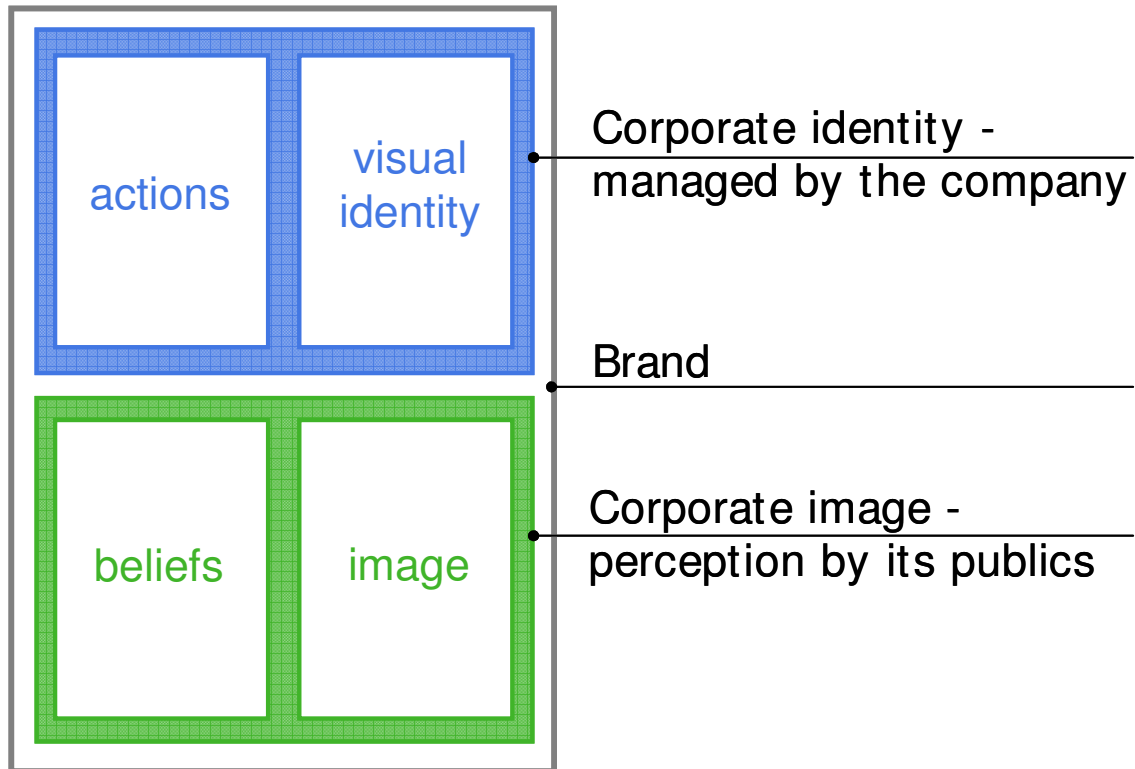 actions
visual
identity
Corporate identity -
managed by the company
Brand
beliefs
image
Corporate image -
perception by its publics